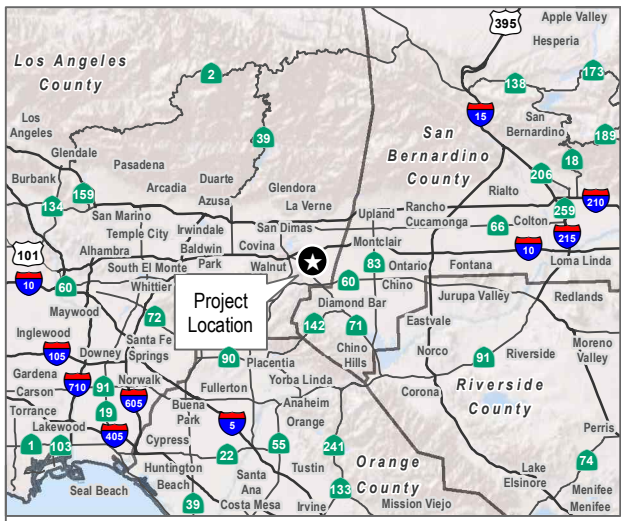 395
Apple Valley
Hesperia
Los Angeles
County
2
138
173
Los
Angeles
15
San
Bernardino
189
39
San
Bernardino
County
Glendale
Pasadena
Duarte
Glendora
18
Burbank
Arcadia
Azusa
La Verne
206
Rialto
134
159
San Marino
Upland
Rancho
Cucamonga
259
210
Temple City
Irwindale
San Dimas
66
Colton
101
Alhambra
Baldwin
Park
Covina
Montclair
215
10
South El Monte
Walnut
83
Ontario
Fontana
10
Loma Linda
60
Whittier
60
Chino
Maywood
Project
Location
Diamond Bar
Jurupa Valley
Redlands
72
142
71
Eastvale
Inglewood
Santa Fe
Springs
Moreno
Valley
105
Downey
90
Placentia
Chino
Hills
Norco
91
Riverside
Gardena
710
91
Norwalk
Fullerton
Yorba Linda
Corona
Riverside
County
Carson
605
Buena
Park
Anaheim
Torrance
19
Orange
Lakewood
405
Cypress
5
Perris
1
103
22
55
241
74
Huntington
Beach
Tustin
Orange
County
Lake
Elsinore
Seal Beach
Santa
Ana
133
Menifee
39
Costa Mesa
Irvine
Mission Viejo
Menifee